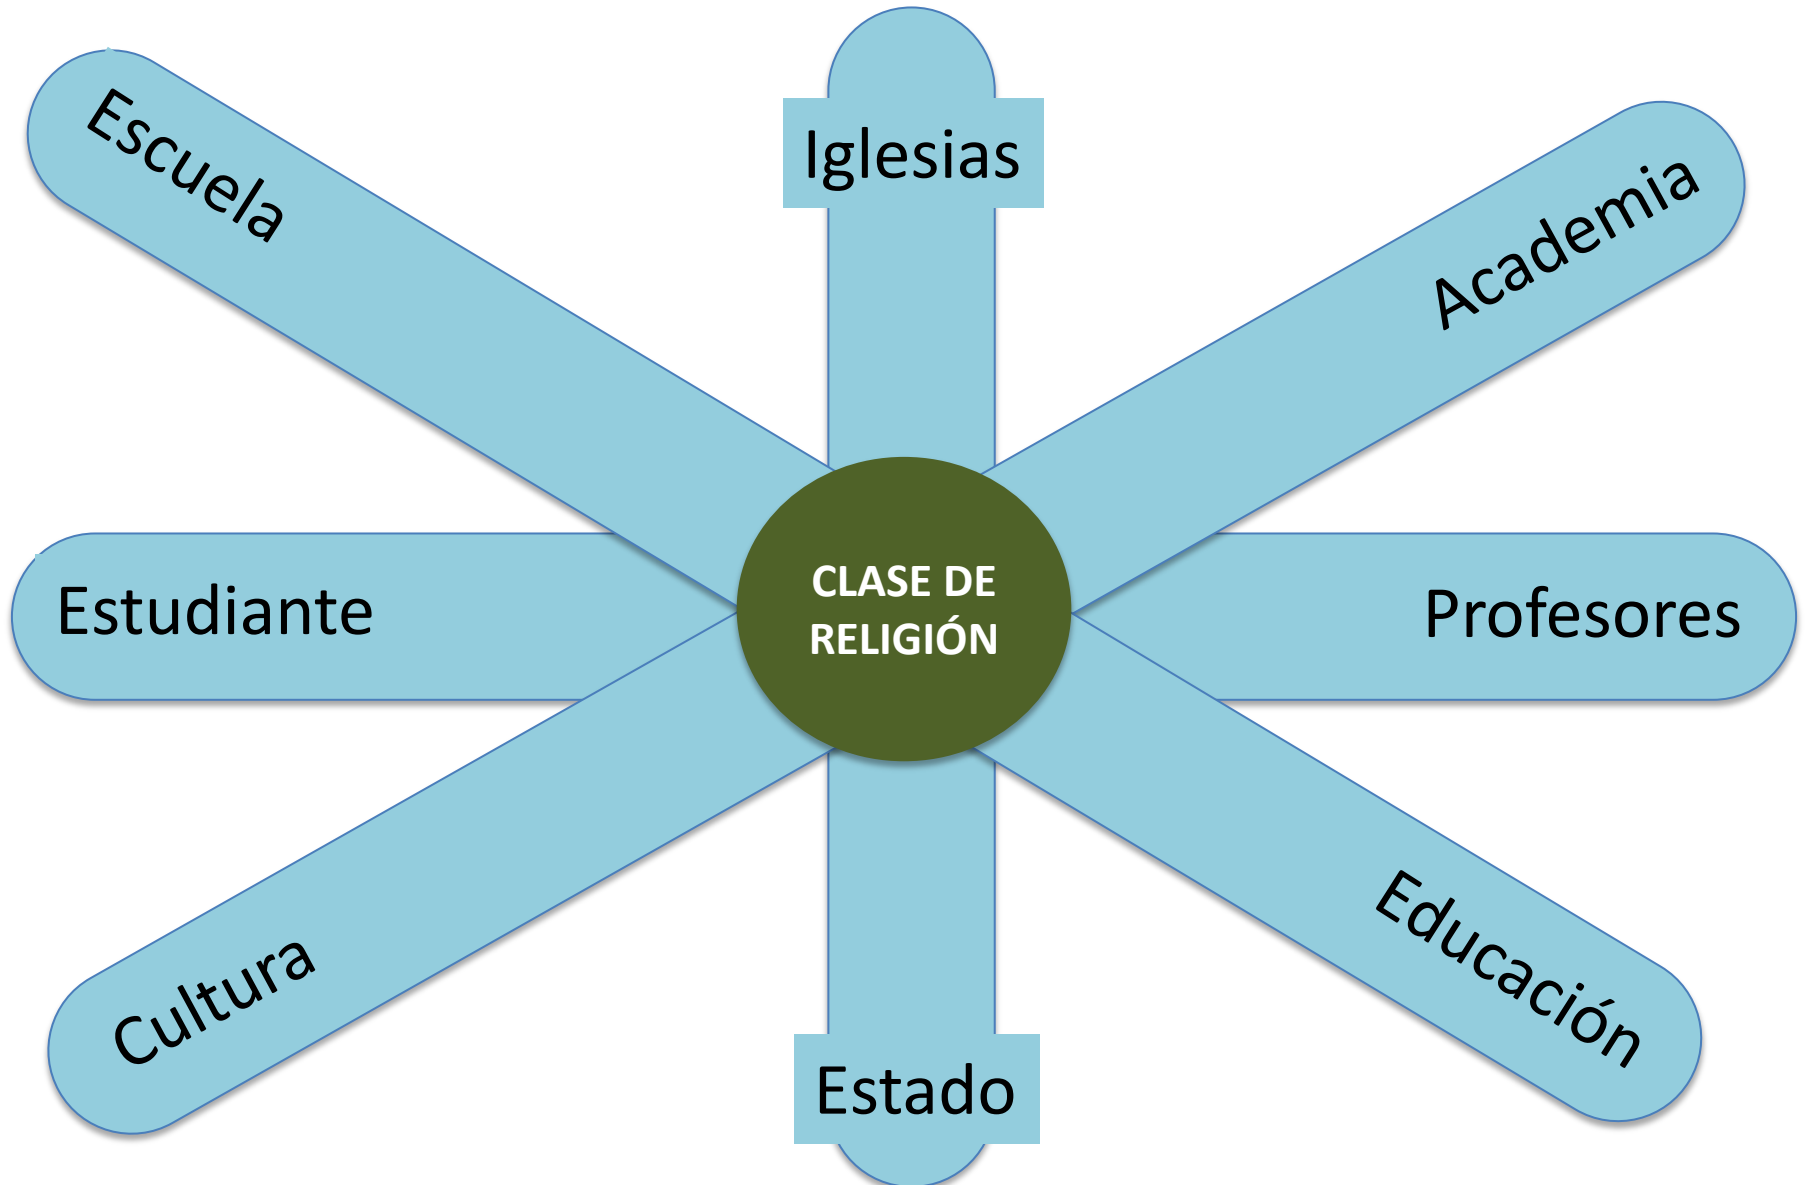 Escuela
Iglesias
Academia
Estudiante
CLASE DE
RELIGIÓN
Profesores
Cultura
Estado
Educación